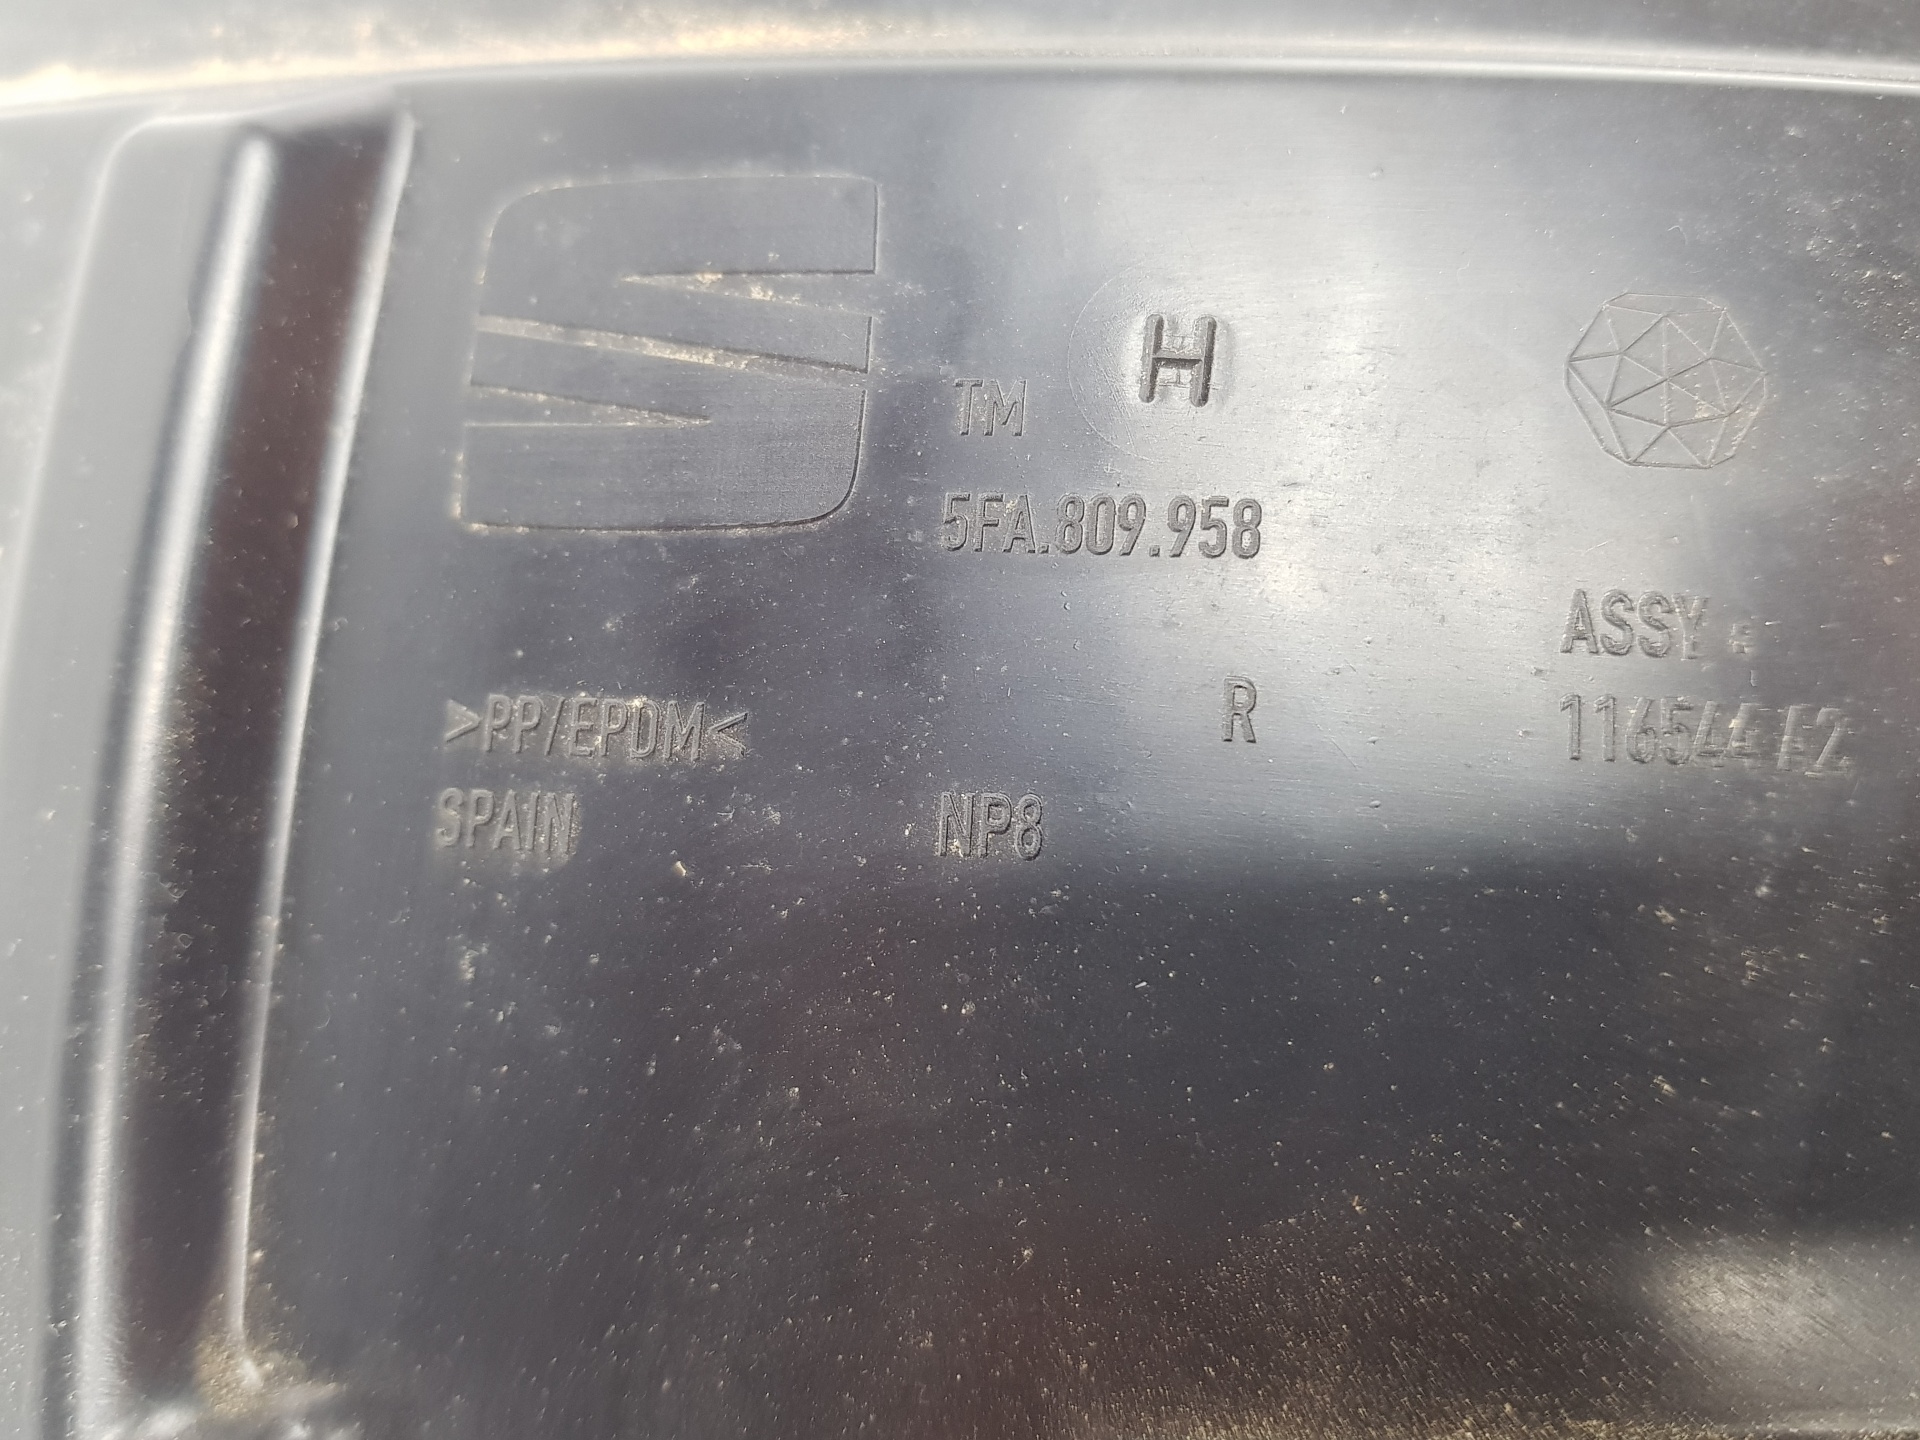 H
TM
5FA.809.958
ASSY
R
>PP/EPDM<
SPAIN
NP8